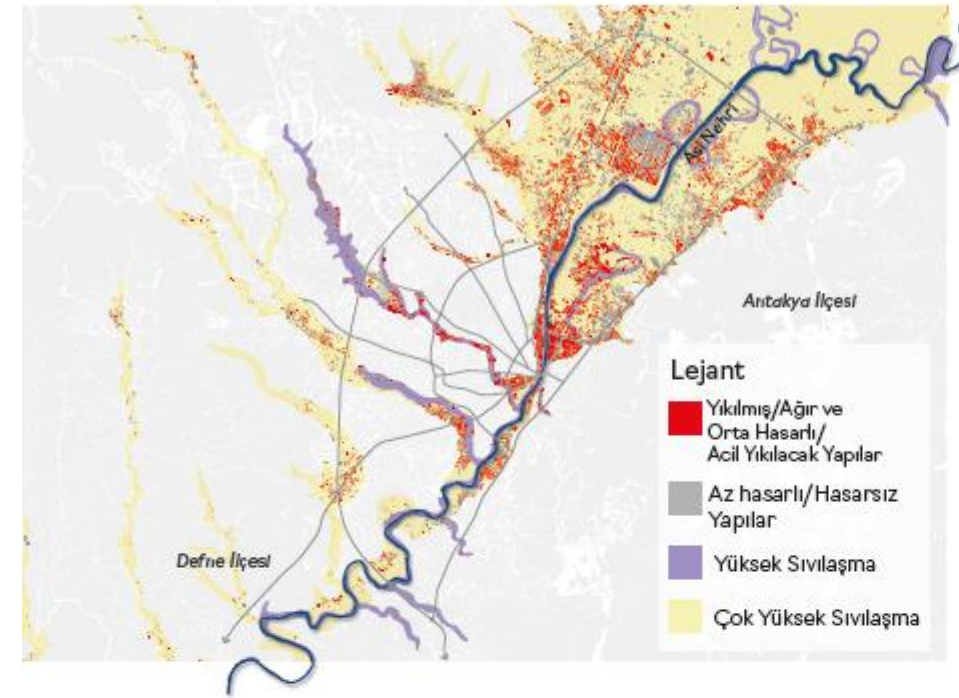 Asi Nehri
Antakya İlçesi
Lejant
Yıkılmış/Ağır ve
Orta Hasarlı/
Acil Yıkılacak Yapılar
Az hasarlı/Hasarsız
Yapılar
Yüksek Sıvılaşma
Çok Yüksek Sıvılaşma
Defne İlçesi